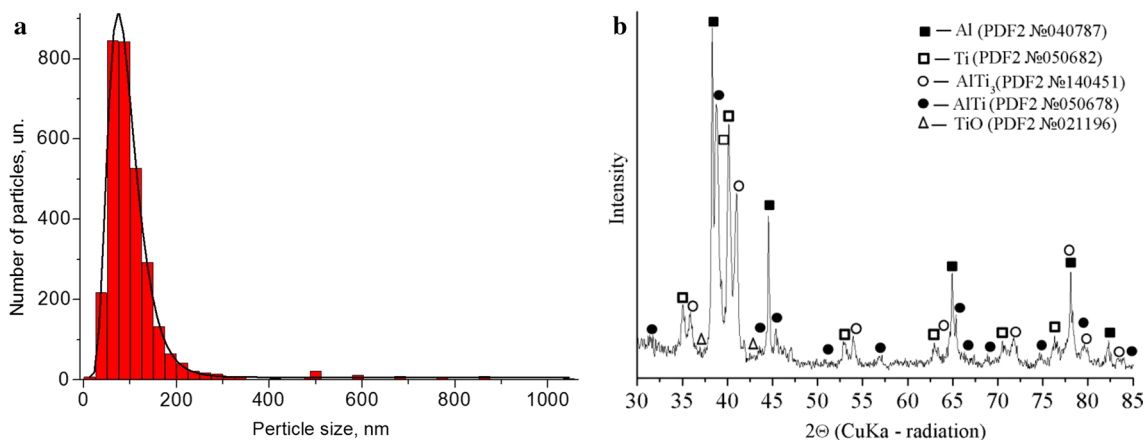 a
Number of particles, un.
800
600
400
200
0
0 200 400 600 800 1000
Perticle size, nm
b
Intensity
Al (PDF2 №040787)
Ti (PDF2 №050682)
AlTi₃(PDF2 №140451)
AlTi (PDF2 №050678)
TiO (PDF2 №021196)
30 35 40 45 50 55 60 65 70 75 80 85
2Θ (CuKa - radiation)